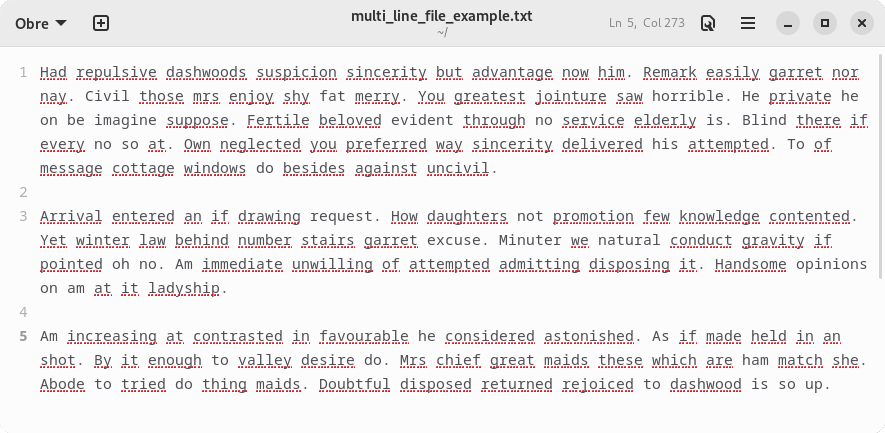 Obre
multi_line_file_example.txt
~/
Ln 5, Col 273
1 Had repulsive dashwoods suspicion sincerity but advantage now him. Remark easily garret nor
nay. Civil those mrs enjoy shy fat merry. You greatest jointure saw horrible. He private he
on be imagine suppose. Fertile beloved evident through no service elderly is. Blind there if
every no so at. Own neglected you preferred way sincerity delivered his attempted. To of
message cottage windows do besides against uncivil.
2
3 Arrival entered an if drawing request. How daughters not promotion few knowledge contented.
Yet winter law behind number stairs garret excuse. Minuter we natural conduct gravity if
pointed oh no. Am immediate unwilling of attempted admitting disposing it. Handsome opinions
on am at it ladyship.
4
5 Am increasing at contrasted in favourable he considered astonished. As if made held in an
shot. By it enough to valley desire do. Mrs chief great maids these which are ham match she.
Abode to tried do thing maids. Doubtful disposed returned rejoiced to dashwood is so up.